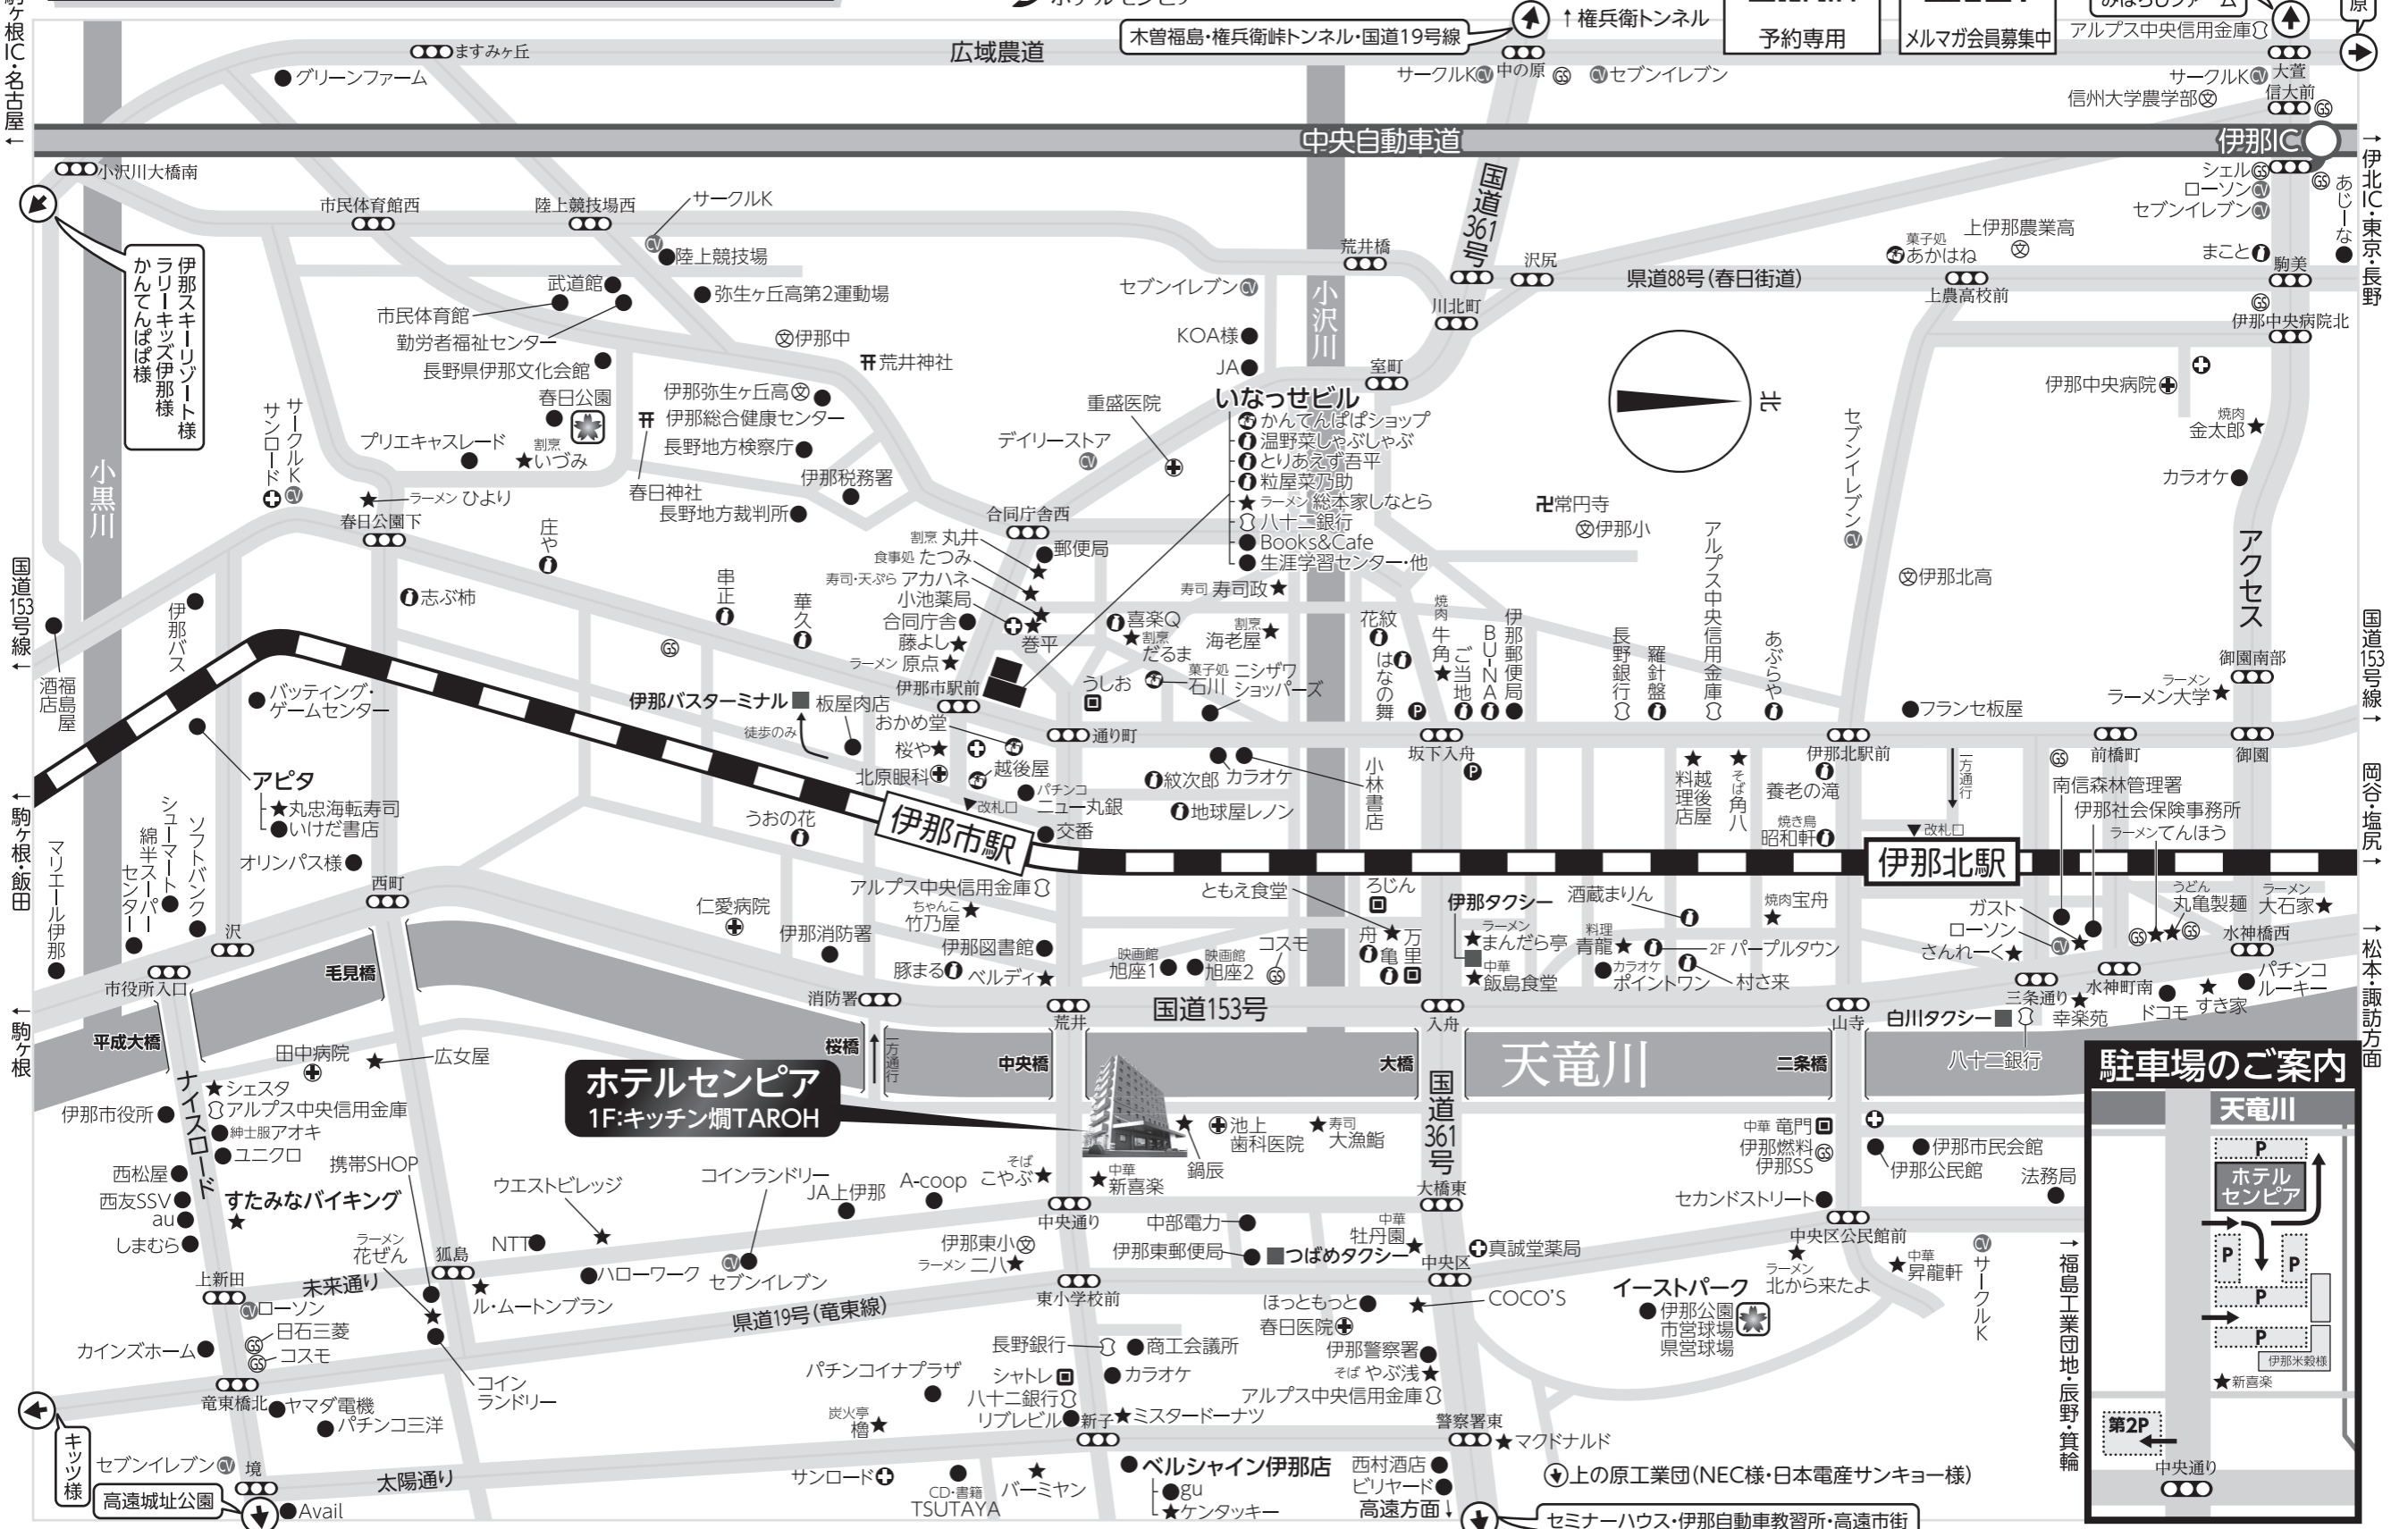 駒ヶ根IC・名古屋 ←
ホテルセンピア
木曽福島・権兵衛峠トンネル・国道19号線
↑権兵衛トンネル
予約専用
メルマガ会員募集中
みはらしファーム
アルプス中央信用金庫
原
ますみヶ丘
グリーンファーム
広域農道
サークルK
中の原
セブンイレブン
サークルK
大萱
信州大学農学部
信大前
中央自動車道
伊那IC
→伊北IC・東京・長野
小沢川大橋南
国道361号
シェル
ローソン
セブンイレブン
あじーな
市民体育館西
陸上競技場西
サークルK
陸上競技場
荒井橋
沢尻
菓子処
あかはね
上伊那農業高
まこと
駒美
伊那スキーリゾート様
ラリーキッズ伊那様
かんてんぱぱ様
武道館
弥生ヶ丘高第2運動場
セブンイレブン
小沢川
県道88号(春日街道)
上農高校前
川北町
市民体育館
勤労者福祉センター
伊那中
KOA様
伊那中央病院北
長野県伊那文化会館
荒井神社
JA
室町
北
春日公園
伊那弥生ヶ丘高
伊那総合健康センター
重盛医院
いなっせビル
かんてんぱぱショップ
温野菜しゃぶしゃぶ
とりあえず吾平
粒屋菜乃助
ラーメン 総本家しなとら
八十二銀行
Books&Cafe
生涯学習センター・他
伊那中央病院
焼肉
金太郎
サンロード
サークルK
プリエキャスレード
割烹
いづみ
長野地方検察庁
デイリーストア
セブンイレブン
小黒川
春日神社
伊那税務署
長野地方裁判所
カラオケ
ラーメン ひより
春日公園下
庄や
合同庁舎西
常円寺
伊那小
アルプス中央信用金庫
アクセス
割烹 丸井
郵便局
食事処 たつみ
寿司・天ぷら アカハネ
小池薬局
合同庁舎
藤よし
巻平
ラーメン 原点
寿司 寿司政
伊那北高
国道153号線←
伊那バス
志ぶ柿
串正
華久
喜楽Q
割烹
だるま
割烹
海老屋
花紋
はなの舞
焼肉
牛角
ご当地
BU-NA
伊那郵便局
長野銀行
羅針盤
あぶらや
国道153号線→
福島屋酒店
バッティング・
ゲームセンター
伊那バスターミナル
徒歩のみ
板屋肉店
伊那市駅前
うしお
菓子処
石川
ニシザワ
ショッパーズ
御園南部
ラーメン
ラーメン大学
フランセ板屋
おかめ堂
桜や
北原眼科
越後屋
改札口
通り町
坂下入舟
伊那北駅前
前橋町
御園
アピタ
丸忠海転寿司
いけだ書店
パチンコ
ニュー丸銀
紋次郎
カラオケ
小林書店
料理越後屋店
そば角八
養老の滝
一方通行
南信森林管理署
伊那社会保険事務所
ラーメンてんほう
岡谷・塩尻→
←駒ヶ根・飯田
シューマート
綿半スーパーセンター
ソフトバンク
うおの花
伊那市駅
交番
地球屋レノン
焼き鳥
昭和軒
改札口
伊那北駅
オリンパス様
マリエール伊那
西町
アルプス中央信用金庫
ちゃんこ
竹乃屋
ともえ食堂
ろじん
伊那タクシー
酒蔵まりん
焼肉宝舟
ガスト
ローソン
さんれーく
うどん
丸亀製麺
ラーメン
大石家
沢
仁愛病院
伊那消防署
伊那図書館
豚まる
ベルディ
映画館
旭座1
映画館
旭座2
コスモ
舟
亀
万里
ラーメン
まんだら亭
中華
飯島食堂
料理
青龍
2F パープルタウン
カラオケ
ポイントワン
村さ来
水神橋西
パチンコ
ルーキー
→松本・諏訪方面
市役所入口
毛見橋
消防署
荒井
国道153号
入舟
山寺
三条通り
水神町南
幸楽苑
ドコモ
すき家
←駒ヶ根
平成大橋
桜橋
一方通行
中央橋
大橋
天竜川
二条橋
白川タクシー
八十二銀行
田中病院
広女屋
ホテルセンピア
1F:キッチン燗TAROH
国道361号
駐車場のご案内
天竜川
P
ホテル
センピア
P
P
P
P
伊那米穀様
新喜楽
第2P
中央通り
ナイスロード
シェスタ
アルプス中央信用金庫
伊那市役所
紳士服アオキ
ユニクロ
西松屋
西友SSV
au
しまむら
すたみなバイキング
携帯SHOP
鍋辰
池上
歯科医院
寿司
大漁鮨
中華 竜門
伊那燃料
伊那SS
伊那市民会館
伊那公民館
法務局
ウエストビレッジ
コインランドリー
JA上伊那
A-coop
そば
こやぶ
中華
新喜楽
大橋東
セカンドストリート
中央通り
中部電力
伊那東郵便局
つばめタクシー
中華
牡丹園
中央区
真誠堂薬局
中央区公民館前
ラーメン
北から来たよ
中華
昇龍軒
サークルK
→福島工業団地・辰野・箕輪
ラーメン
花ぜん
狐島
NTT
ハローワーク
セブンイレブン
伊那東小
ラーメン 二八
上新田
未来通り
ローソン
ル・ムートンブラン
県道19号(竜東線)
東小学校前
ほっともっと
COCO'S
春日医院
イーストパーク
伊那公園
市営球場
県営球場
日石三菱
コスモ
カインズホーム
長野銀行
商工会議所
伊那警察署
そば やぶ浅
パチンコイナプラザ
シャトレ
八十二銀行
リブレビル
カラオケ
アルプス中央信用金庫
竜東橋北
ヤマダ電機
パチンコ三洋
コイン
ランドリー
炭火亭
櫓
新子
ミスタードーナツ
警察署東
マクドナルド
キッツ様
セブンイレブン
境
太陽通り
サンロード
CD・書籍
TSUTAYA
バーミヤン
ベルシャイン伊那店
gu
ケンタッキー
西村酒店
ビリヤード
高遠方面↓
上の原工業団(NEC様・日本電産サンキョー様)
高遠城址公園
Avail
セミナーハウス・伊那自動車教習所・高遠市街